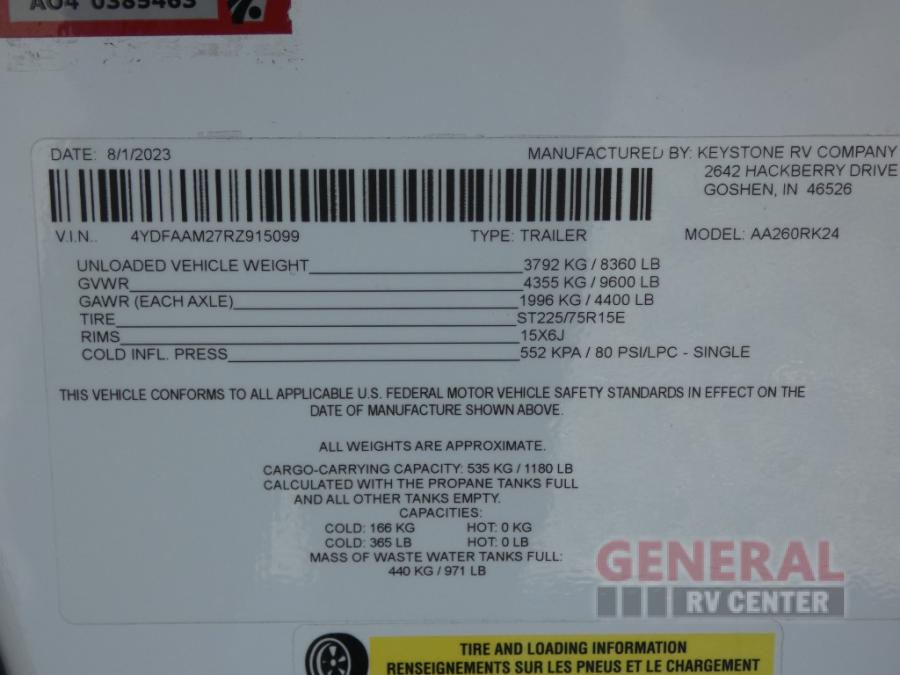 AO4 0385463
DATE: 8/1/2023
MANUFACTURED BY: KEYSTONE RV COMPANY
2642 HACKBERRY DRIVE
GOSHEN, IN 46526
V.I.N.. 4YDFAAM27RZ915099 TYPE: TRAILER MODEL: AA260RK24
UNLOADED VEHICLE WEIGHT 3792 KG / 8360 LB
GVWR 4355 KG / 9600 LB
GAWR (EACH AXLE) 1996 KG / 4400 LB
TIRE ST225/75R15E
RIMS 15X6J
COLD INFL. PRESS 552 KPA / 80 PSI/LPC - SINGLE
THIS VEHICLE CONFORMS TO ALL APPLICABLE U.S. FEDERAL MOTOR VEHICLE SAFETY STANDARDS IN EFFECT ON THE
DATE OF MANUFACTURE SHOWN ABOVE.
ALL WEIGHTS ARE APPROXIMATE.
CARGO-CARRYING CAPACITY: 535 KG / 1180 LB
CALCULATED WITH THE PROPANE TANKS FULL
AND ALL OTHER TANKS EMPTY.
CAPACITIES:
COLD: 166 KG HOT: 0 KG
COLD: 365 LB HOT: 0 LB
MASS OF WASTE WATER TANKS FULL:
440 KG / 971 LB
GENERAL
RV CENTER
TIRE AND LOADING INFORMATION
RENSEIGNEMENTS SUR LES PNEUS ET LE CHARGEMENT